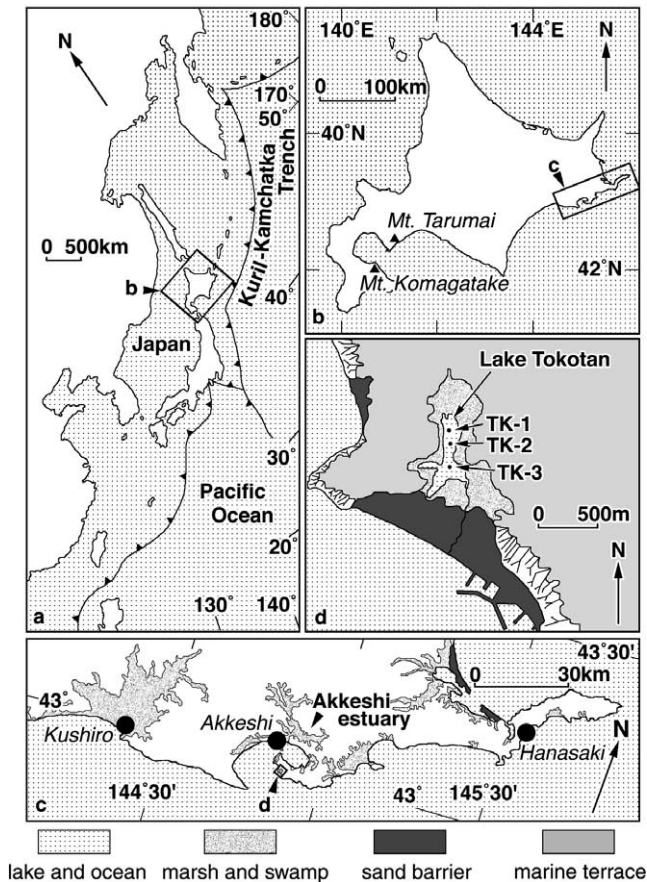 N
180°
170°
50°
Kuril-Kamchatka
Trench
0 500km
b
40°
Japan
30°
Pacific
Ocean
20°
130°
140°
a
140°E
144°E
N
0 100km
40°N
c
Mt. Tarumai
42°N
Mt. Komagatake
b
Lake Tokotan
TK-1
TK-2
TK-3
0 500m
N
d
43°30'
0 30km
43°
Akkeshi
Akkeshi
estuary
Kushiro
Hanasaki
N
d
144°30'
43°
145°30'
c
lake and ocean
marsh and swamp
sand barrier
marine terrace